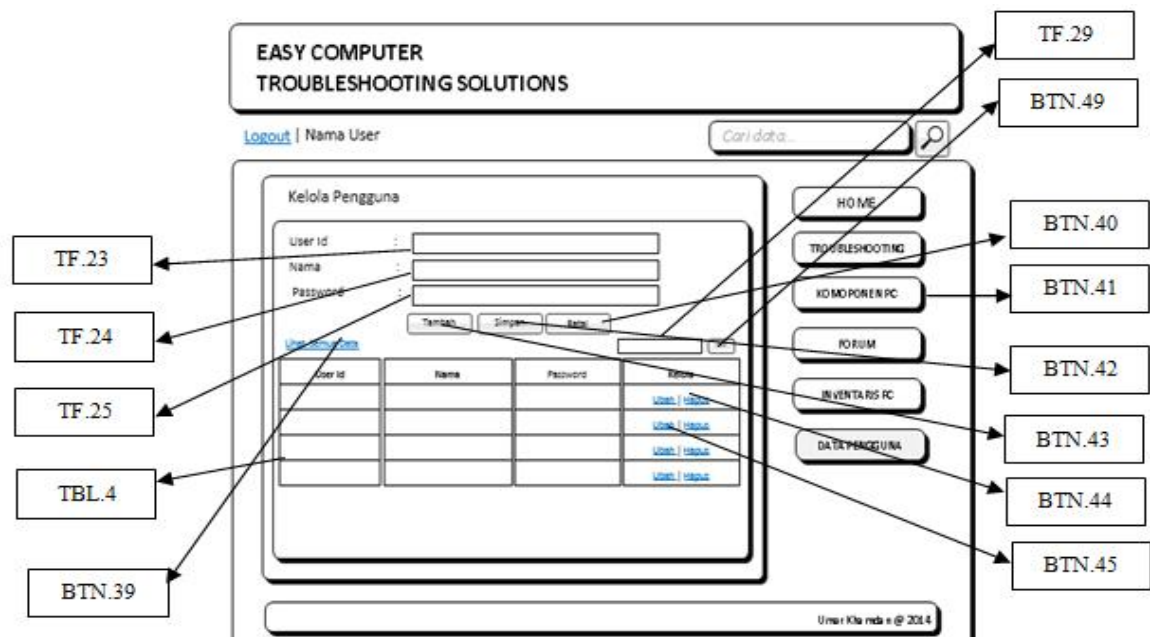 TF.29
EASY COMPUTER
TROUBLESHOOTING SOLUTIONS
BTN.49
Logout | Nama User
Cari data...
Kelola Pengguna
HOME
BTN.40
User Id :
TROUBLESHOOTING
TF.23
Nama :
Password :
KOMOPONEN PC
BTN.41
Tambah Simpan Batal
TF.24
Lihat Semua Data
FORUM
BTN.42
User Id Nama Password Kelola
Ubah | Hapus
INVENTARIS PC
TF.25
Ubah | Hapus
BTN.43
Ubah | Hapus
DATA PENGGUNA
Ubah | Hapus
TBL.4
BTN.44
BTN.45
BTN.39
Umar Khamdan @ 2014